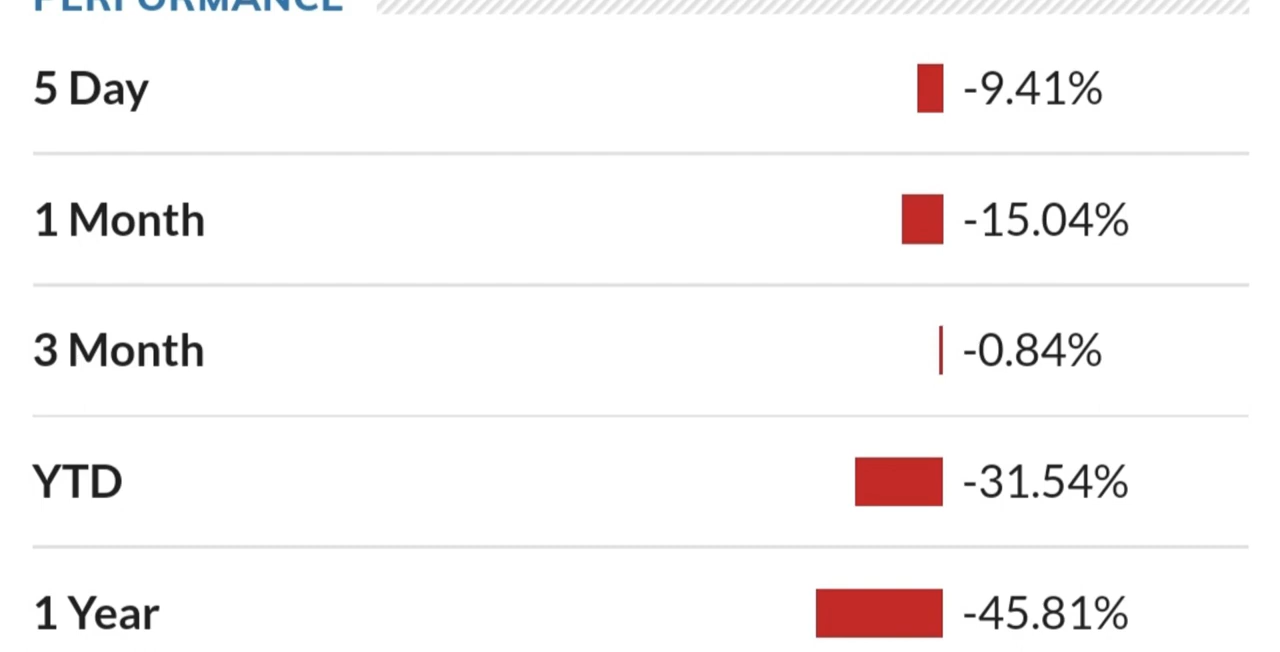 PERFORMANCE
5 Day -9.41%
1 Month -15.04%
3 Month -0.84%
YTD -31.54%
1 Year -45.81%